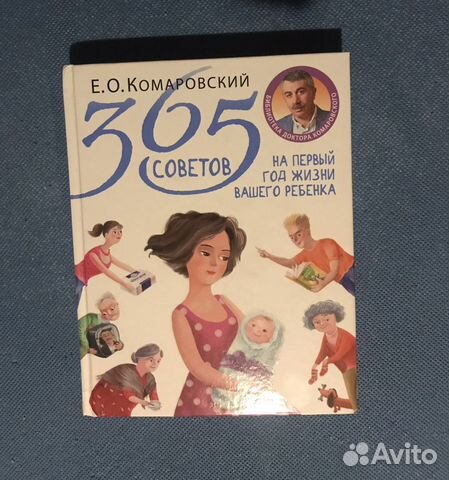 Е.О.Комаровский
БИБЛИОТЕКА ДОКТОРА КОМАРОВСКОГО
365
СОВЕТОВ
НА ПЕРВЫЙ
ГОД ЖИЗНИ
ВАШЕГО РЕБЕНКА
Avito